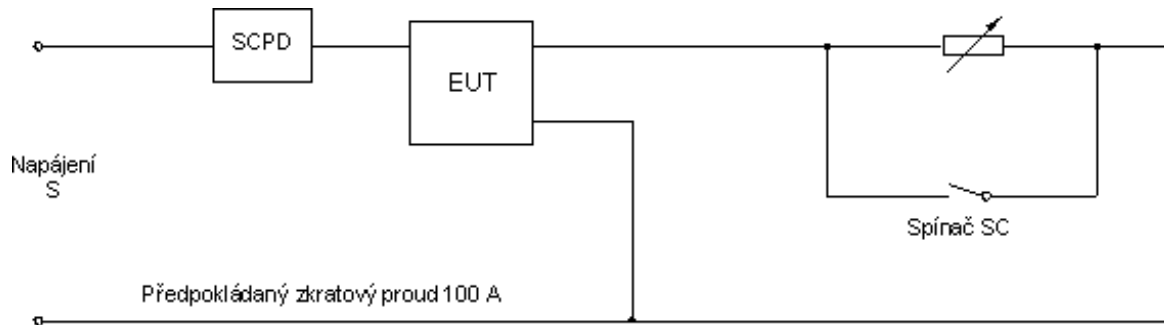 SCPD
EUT
Napájení
S
Spínač SC
Předpokládaný zkratový proud 100 A